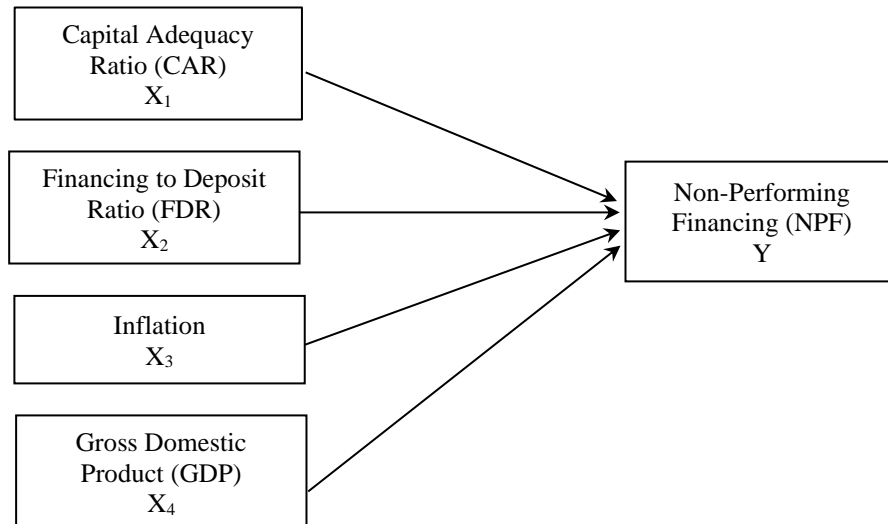 Capital Adequacy
Ratio (CAR)
X₁
Financing to Deposit
Ratio (FDR)
X₂
Inflation
X₃
Gross Domestic
Product (GDP)
X₄
Non-Performing
Financing (NPF)
Y